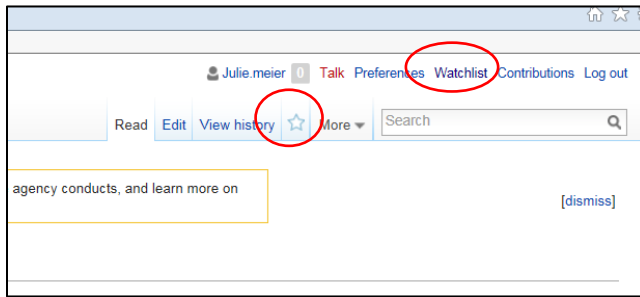 Julie.meier 0 Talk Preferences Watchlist Contributions Log out
Read Edit View history More Search
agency conducts, and learn more on
[dismiss]